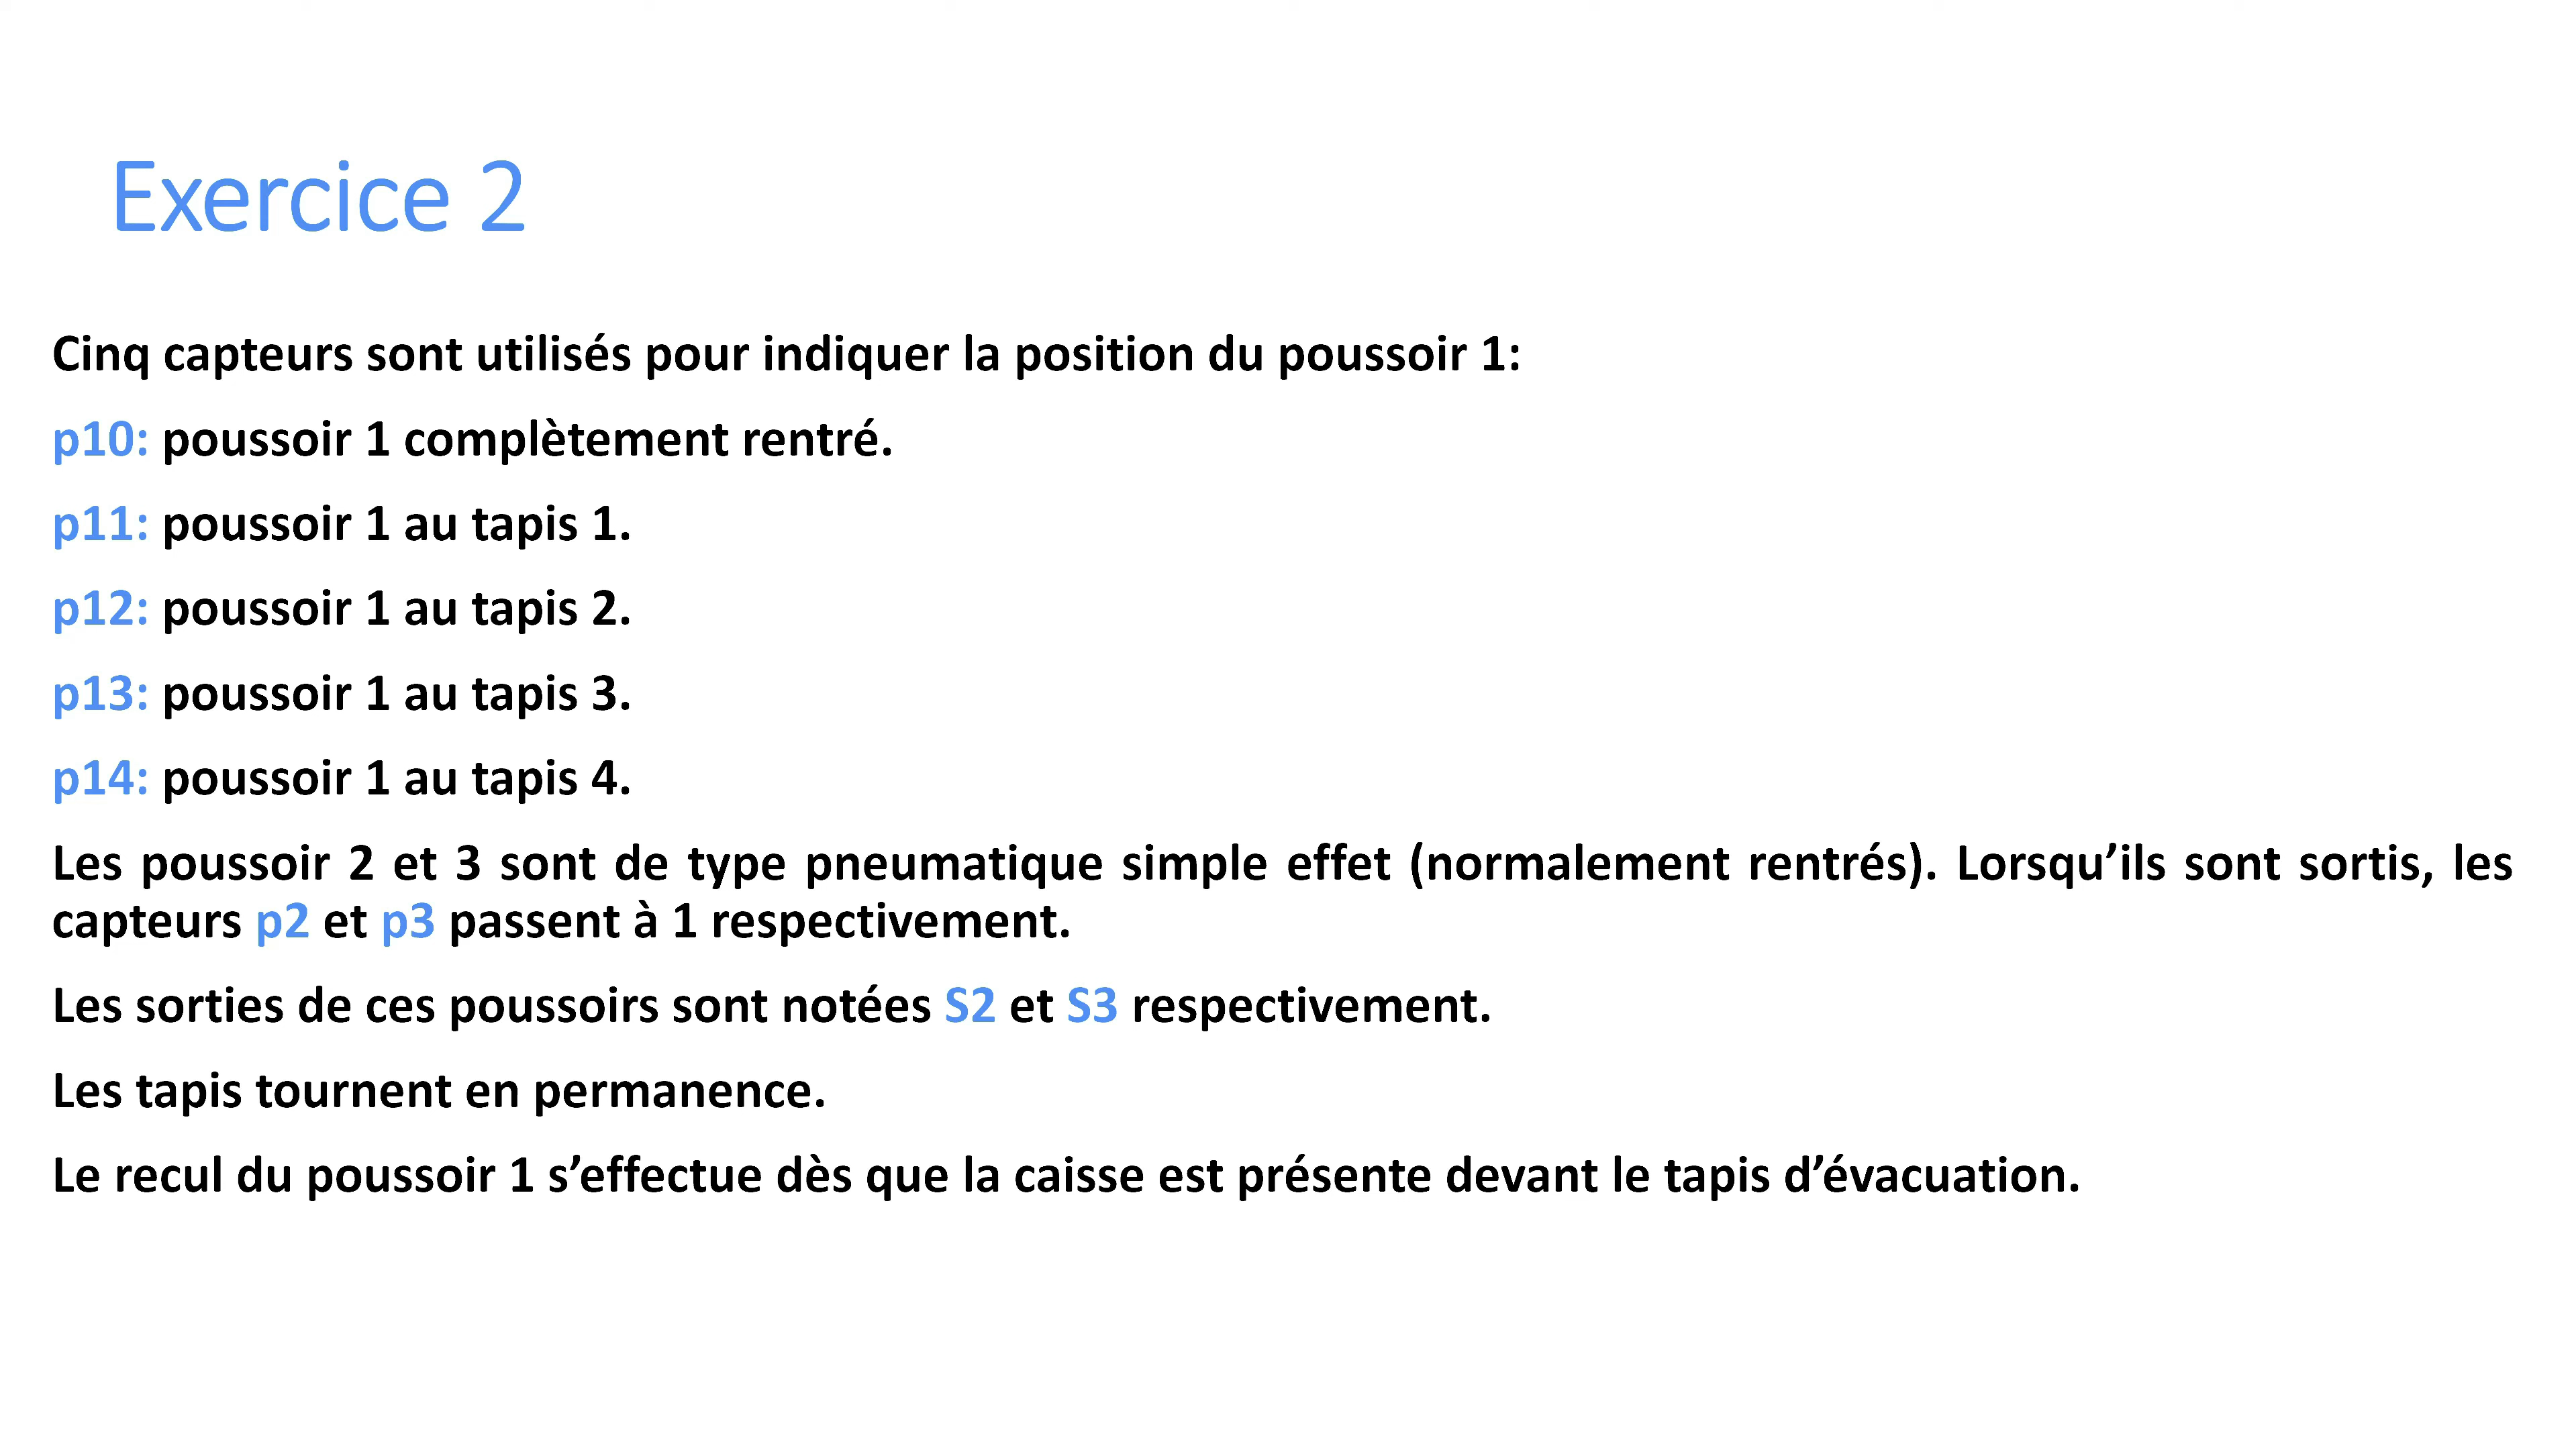 Exercice 2
Cinq capteurs sont utilisés pour indiquer la position du poussoir 1:
p10: poussoir 1 complètement rentré.
p11: poussoir 1 au tapis 1.
p12: poussoir 1 au tapis 2.
p13: poussoir 1 au tapis 3.
p14: poussoir 1 au tapis 4.
Les poussoir 2 et 3 sont de type pneumatique simple effet (normalement rentrés). Lorsqu’ils sont sortis, les
capteurs p2 et p3 passent à 1 respectivement.
Les sorties de ces poussoirs sont notées S2 et S3 respectivement.
Les tapis tournent en permanence.
Le recul du poussoir 1 s’effectue dès que la caisse est présente devant le tapis d’évacuation.